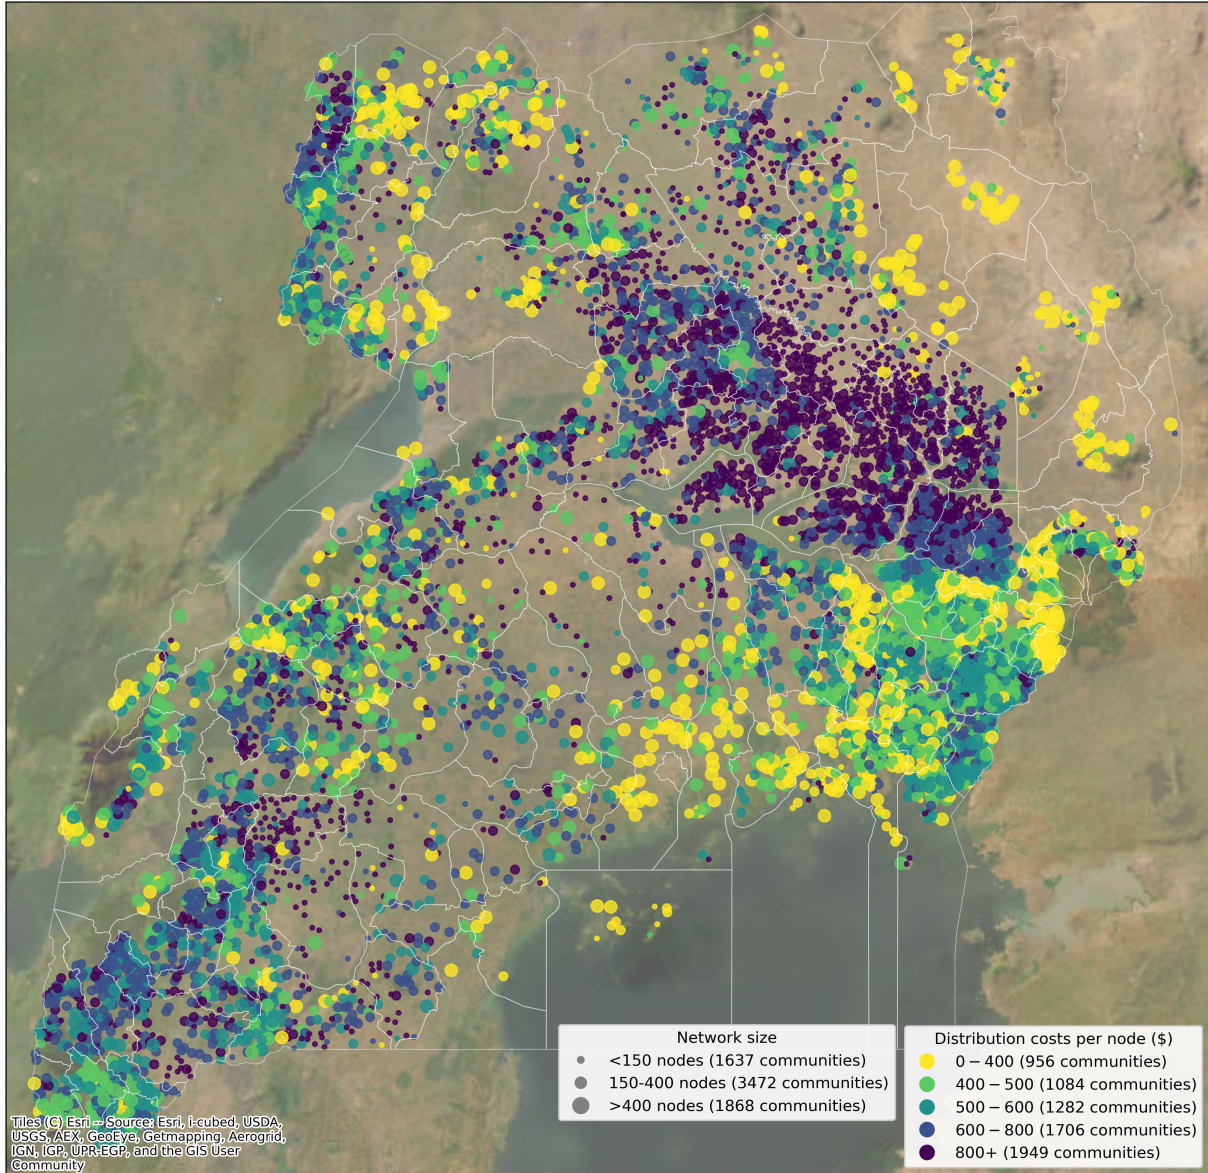 Network size
<150 nodes (1637 communities)
150-400 nodes (3472 communities)
>400 nodes (1868 communities)
Distribution costs per node ($)
0 − 400 (956 communities)
400 − 500 (1084 communities)
500 − 600 (1282 communities)
600 − 800 (1706 communities)
800+ (1949 communities)
Tiles (C) Esri -- Source: Esri, i-cubed, USDA,
USGS, AEX, GeoEye, Getmapping, Aerogrid,
IGN, IGP, UPR-EGP, and the GIS User
Community